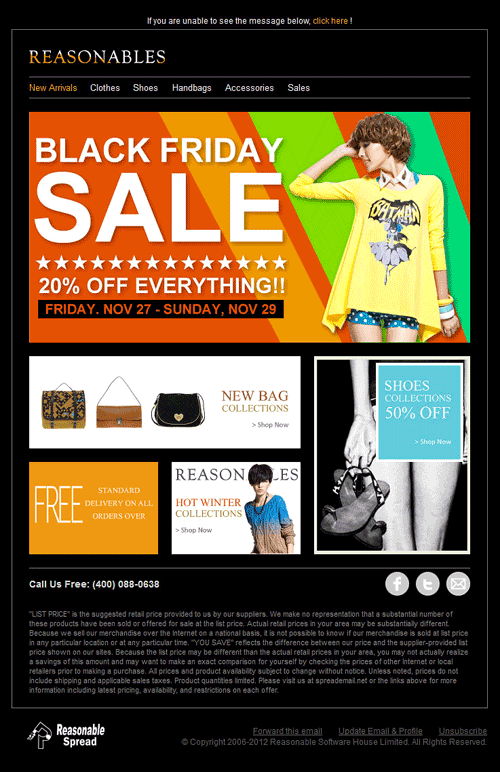 If you are unable to see the message below, click here !
REASONABLES
New Arrivals Clothes Shoes Handbags Accessories Sales
BLACK FRIDAY
SALE
20% OFF EVERYTHING!!
FRIDAY. NOV 27 - SUNDAY, NOV 29
BATMAN
NEW BAG
COLLECTIONS
> Shop Now
SHOES
COLLECTIONS
50% OFF
> Shop Now
FREE
STANDARD
DELIVERY ON ALL
ORDERS OVER
REASON LES
HOT WINTER
COLLECTIONS
> Shop Now
Call Us Free: (400) 088-0638
"LIST PRICE" is the suggested retail price provided to us by our suppliers. We make no representation that a substantial number of
these products have been sold or offered for sale at the list price. Actual retail prices in your area may be substantially different.
Because we sell our merchandise over the Internet on a national basis, it is not possible to know if our merchandise is sold at list price
in any particular location or at any particular time. "YOU SAVE" reflects the difference between our price and the supplier-provided list
price shown on our sites. Because the list price may be different than the actual retail prices in your area, you may not actually realize
a savings of this amount and may want to make an exact comparison for yourself by checking the prices of other Internet or local
retailers prior to making a purchase. All prices and product availability subject to change without notice. Unless noted, prices do not
include shipping and applicable sales taxes. Product quantities limited. Please visit us at spreademail.net or the links above for more
information including latest pricing, availability, and restrictions on each offer.
Reasonable
Spread
Forward this email Update Email & Profile Unsubscribe
© Copyright 2006-2012 Reasonable Software House Limited. All Rights Reserved.